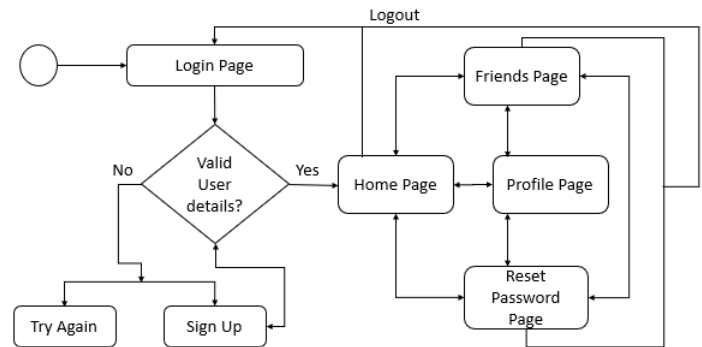 Logout
Login Page
Friends Page
No
Valid
User
details?
Yes
Home Page
Profile Page
Reset
Password
Page
Try Again
Sign Up